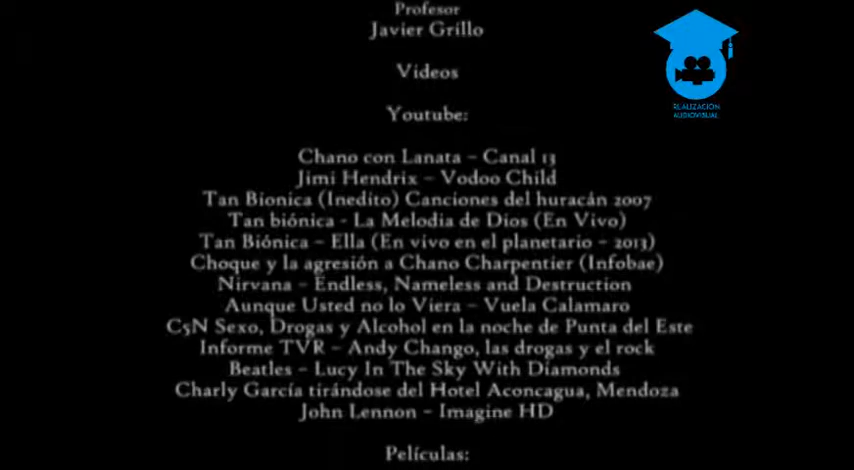 Profesor
Javier Grillo
Videos
Youtube:
Chano con Lanata – Canal 13
Jimi Hendrix – Vodoo Child
Tan Bionica (Inedito) Canciones del huracán 2007
Tan biónica - La Melodia de Dios (En Vivo)
Tan Biónica – Ella (En vivo en el planetario – 2013)
Choque y la agresión a Chano Charpentier (Infobae)
Nirvana – Endless, Nameless and Destruction
Aunque Usted no lo Viera – Vuela Calamaro
C5N Sexo, Drogas y Alcohol en la noche de Punta del Este
Informe TVR – Andy Chango, las drogas y el rock
Beatles – Lucy In The Sky With Diamonds
Charly García tirándose del Hotel Aconcagua, Mendoza
John Lennon – Imagine HD
Películas:
REALIZACIÓN
AUDIOVISUAL